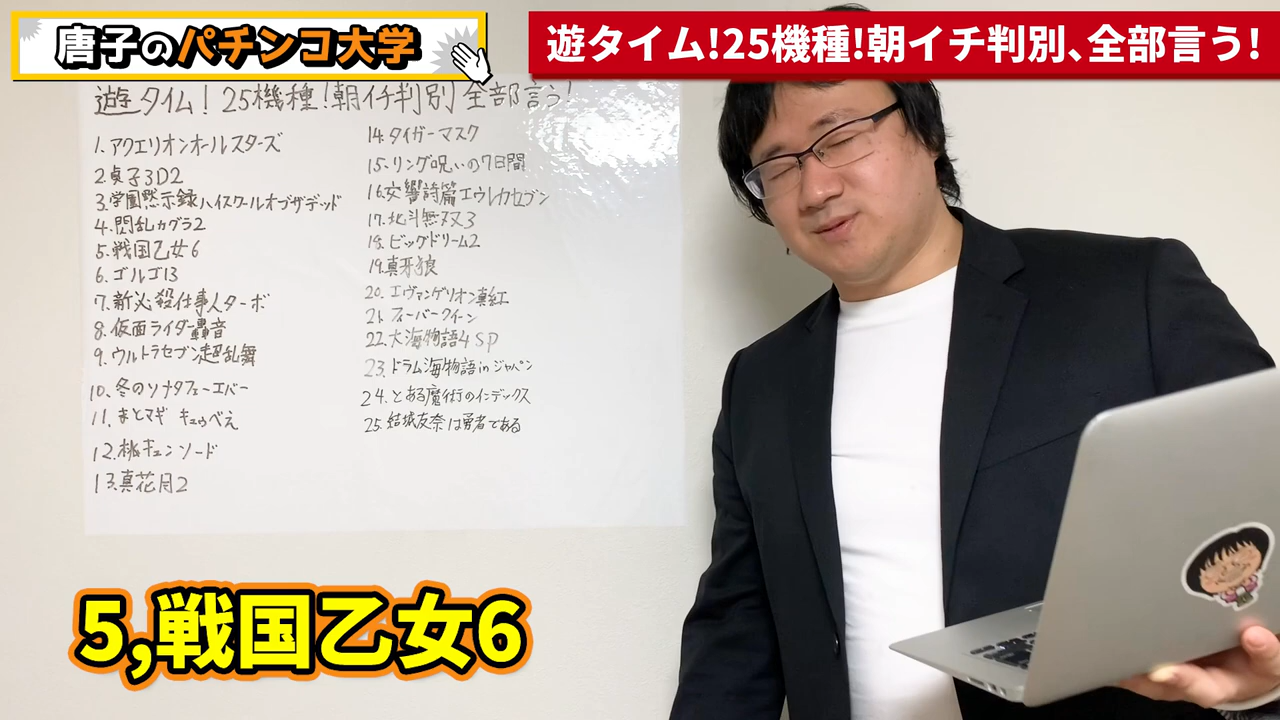 唐子のパチンコ大学
遊タイム!25機種!朝イチ判別、全部言う!
遊タイム!25機種!朝イチ判別 全部言う!
1.アクエリオンオールスターズ
2.貞子3D2
3.学園黙示録ハイスクールオブザデッド
4.閃乱カグラ2
5.戦国乙女6
6.ゴルゴ13
7.新必殺仕事人ターボ
8.仮面ライダー轟音
9.ウルトラセブン超乱舞
10.冬のソナタフォーエバー
11.まどマギ キュゥべえ
12.桃キュンソード
13.真花月2
14.タイガーマスク
15.リング呪いの7日間
16.交響詩篇エウレカセブン
17.北斗無双3
18.ビッグドリーム2
19.真牙狼
20.エヴァンゲリオン真紅
21.フィーバークイーン
22.大海物語4SP
23.ドラム海物語inジャパン
24.とある魔術のインデックス
25.結城友奈は勇者である
5,戦国乙女6